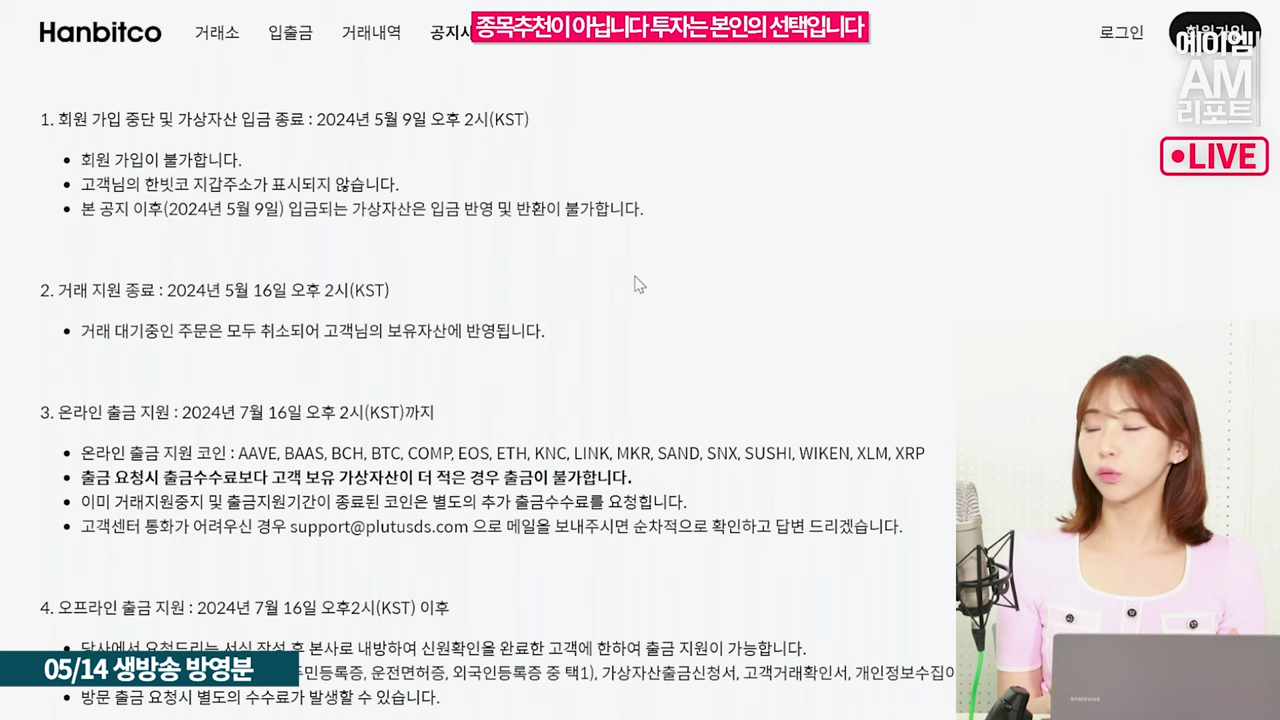 Hanbitco 거래소 입출금 거래내역 공지사 로그인
종목추천이 아닙니다 투자는 본인의 선택입니다
에이엠
AM
리포트
LIVE
1. 회원 가입 중단 및 가상자산 입금 종료 : 2024년 5월 9일 오후 2시(KST)
회원 가입이 불가합니다.
고객님의 한빗코 지갑주소가 표시되지 않습니다.
본 공지 이후(2024년 5월 9일) 입금되는 가상자산은 입금 반영 및 반환이 불가합니다.
2. 거래 지원 종료 : 2024년 5월 16일 오후 2시(KST)
거래 대기중인 주문은 모두 취소되어 고객님의 보유자산에 반영됩니다.
3. 온라인 출금 지원 : 2024년 7월 16일 오후 2시(KST)까지
온라인 출금 지원 코인 : AAVE, BAAS, BCH, BTC, COMP, EOS, ETH, KNC, LINK, MKR, SAND, SNX, SUSHI, WIKEN, XLM, XRP
출금 요청시 출금수수료보다 고객 보유 가상자산이 더 적은 경우 출금이 불가합니다.
이미 거래지원중지 및 출금지원기간이 종료된 코인은 별도의 추가 출금수수료를 요청합니다.
고객센터 통화가 어려우신 경우 support@plutusds.com 으로 메일을 보내주시면 순차적으로 확인하고 답변 드리겠습니다.
4. 오프라인 출금 지원 : 2024년 7월 16일 오후2시(KST) 이후
당사에서 요청드리는 서식 작성 후 본사로 내방하여 신원확인을 완료한 고객에 한하여 출금 지원이 가능합니다.
주민등록증, 운전면허증, 외국인등록증 중 택1), 가상자산출금신청서, 고객거래확인서, 개인정보수집이
방문 출금 요청시 별도의 수수료가 발생할 수 있습니다.
05/14 생방송 방영분
SAMSUNG